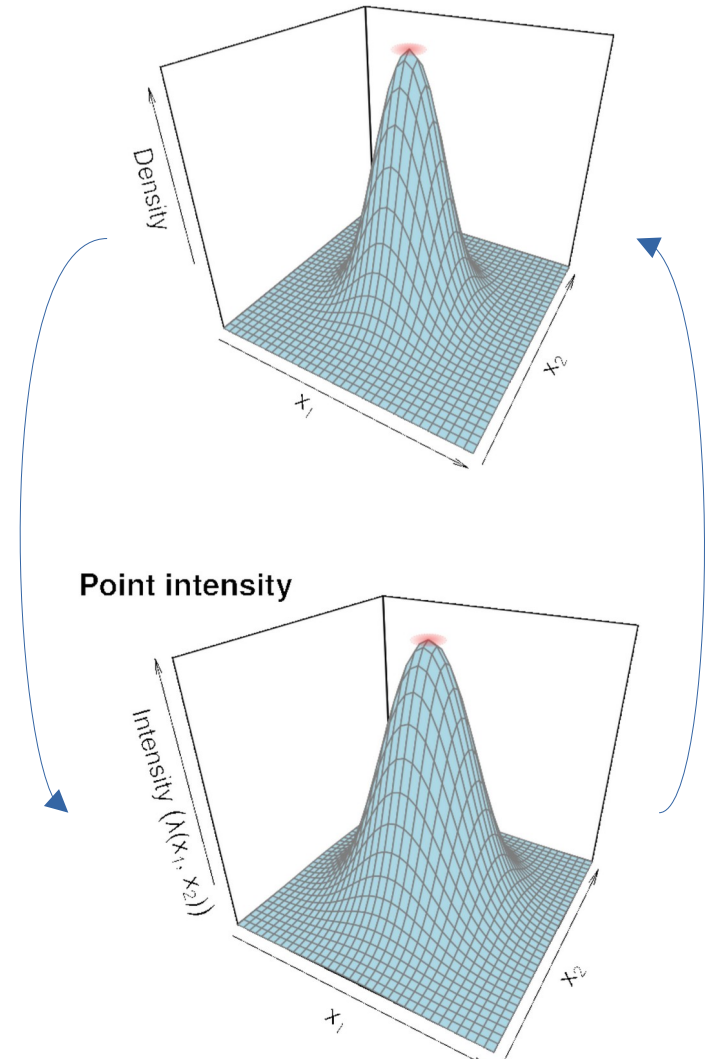 Density
x₁
x₂
Point intensity
Intensity (λ(x₁, x₂))
x₁
x₂